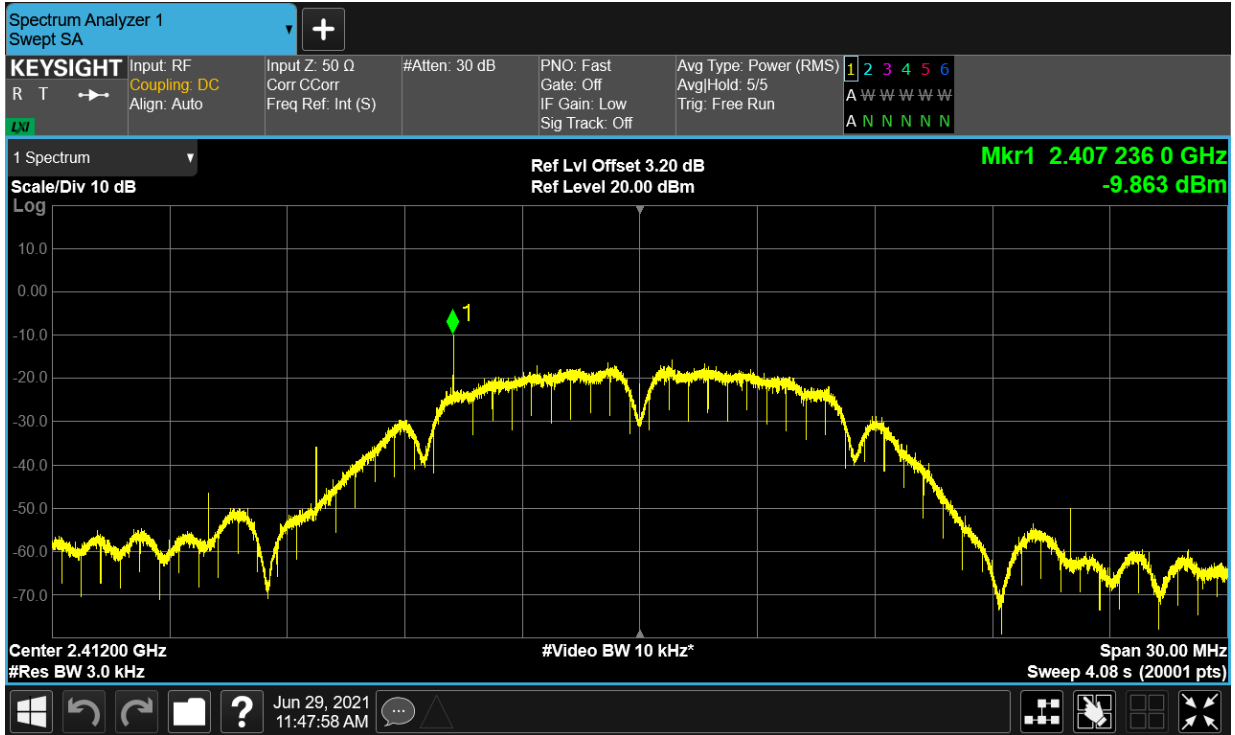 Spectrum Analyzer 1
Swept SA
+
KEYSIGHT
R T
LXI
Input: RF
Coupling: DC
Align: Auto
Input Z: 50 Ω
Corr CCorr
Freq Ref: Int (S)
#Atten: 30 dB
PNO: Fast
Gate: Off
IF Gain: Low
Sig Track: Off
Avg Type: Power (RMS)
Avg|Hold: 5/5
Trig: Free Run
1 2 3 4 5 6
A W W W W W
A N N N N N
1 Spectrum
Scale/Div 10 dB
Ref Lvl Offset 3.20 dB
Ref Level 20.00 dBm
Mkr1 2.407 236 0 GHz
-9.863 dBm
Log
10.0
0.00
-10.0
-20.0
-30.0
-40.0
-50.0
-60.0
-70.0
1
Center 2.41200 GHz
#Res BW 3.0 kHz
#Video BW 10 kHz*
Span 30.00 MHz
Sweep 4.08 s (20001 pts)
?
Jun 29, 2021
11:47:58 AM